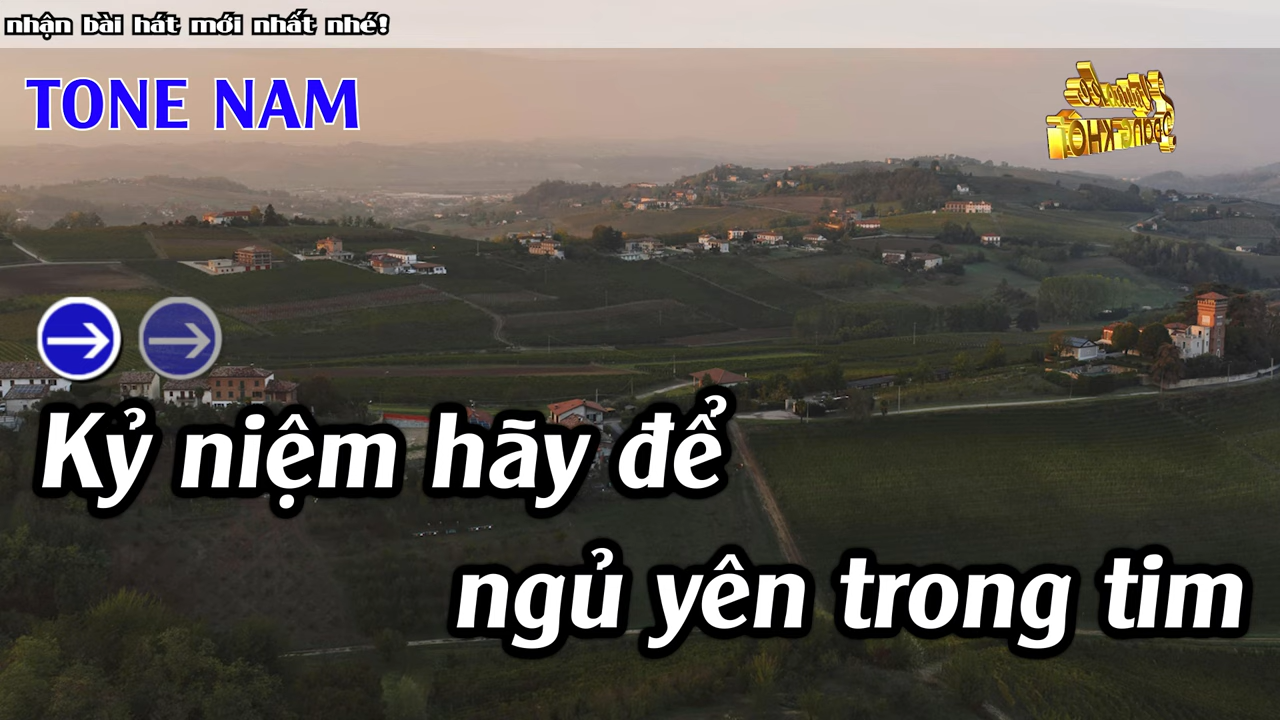 nhận bài hát mới nhất nhé!
TONE NAM
Kỷ niệm hãy để
ngủ yên trong tim